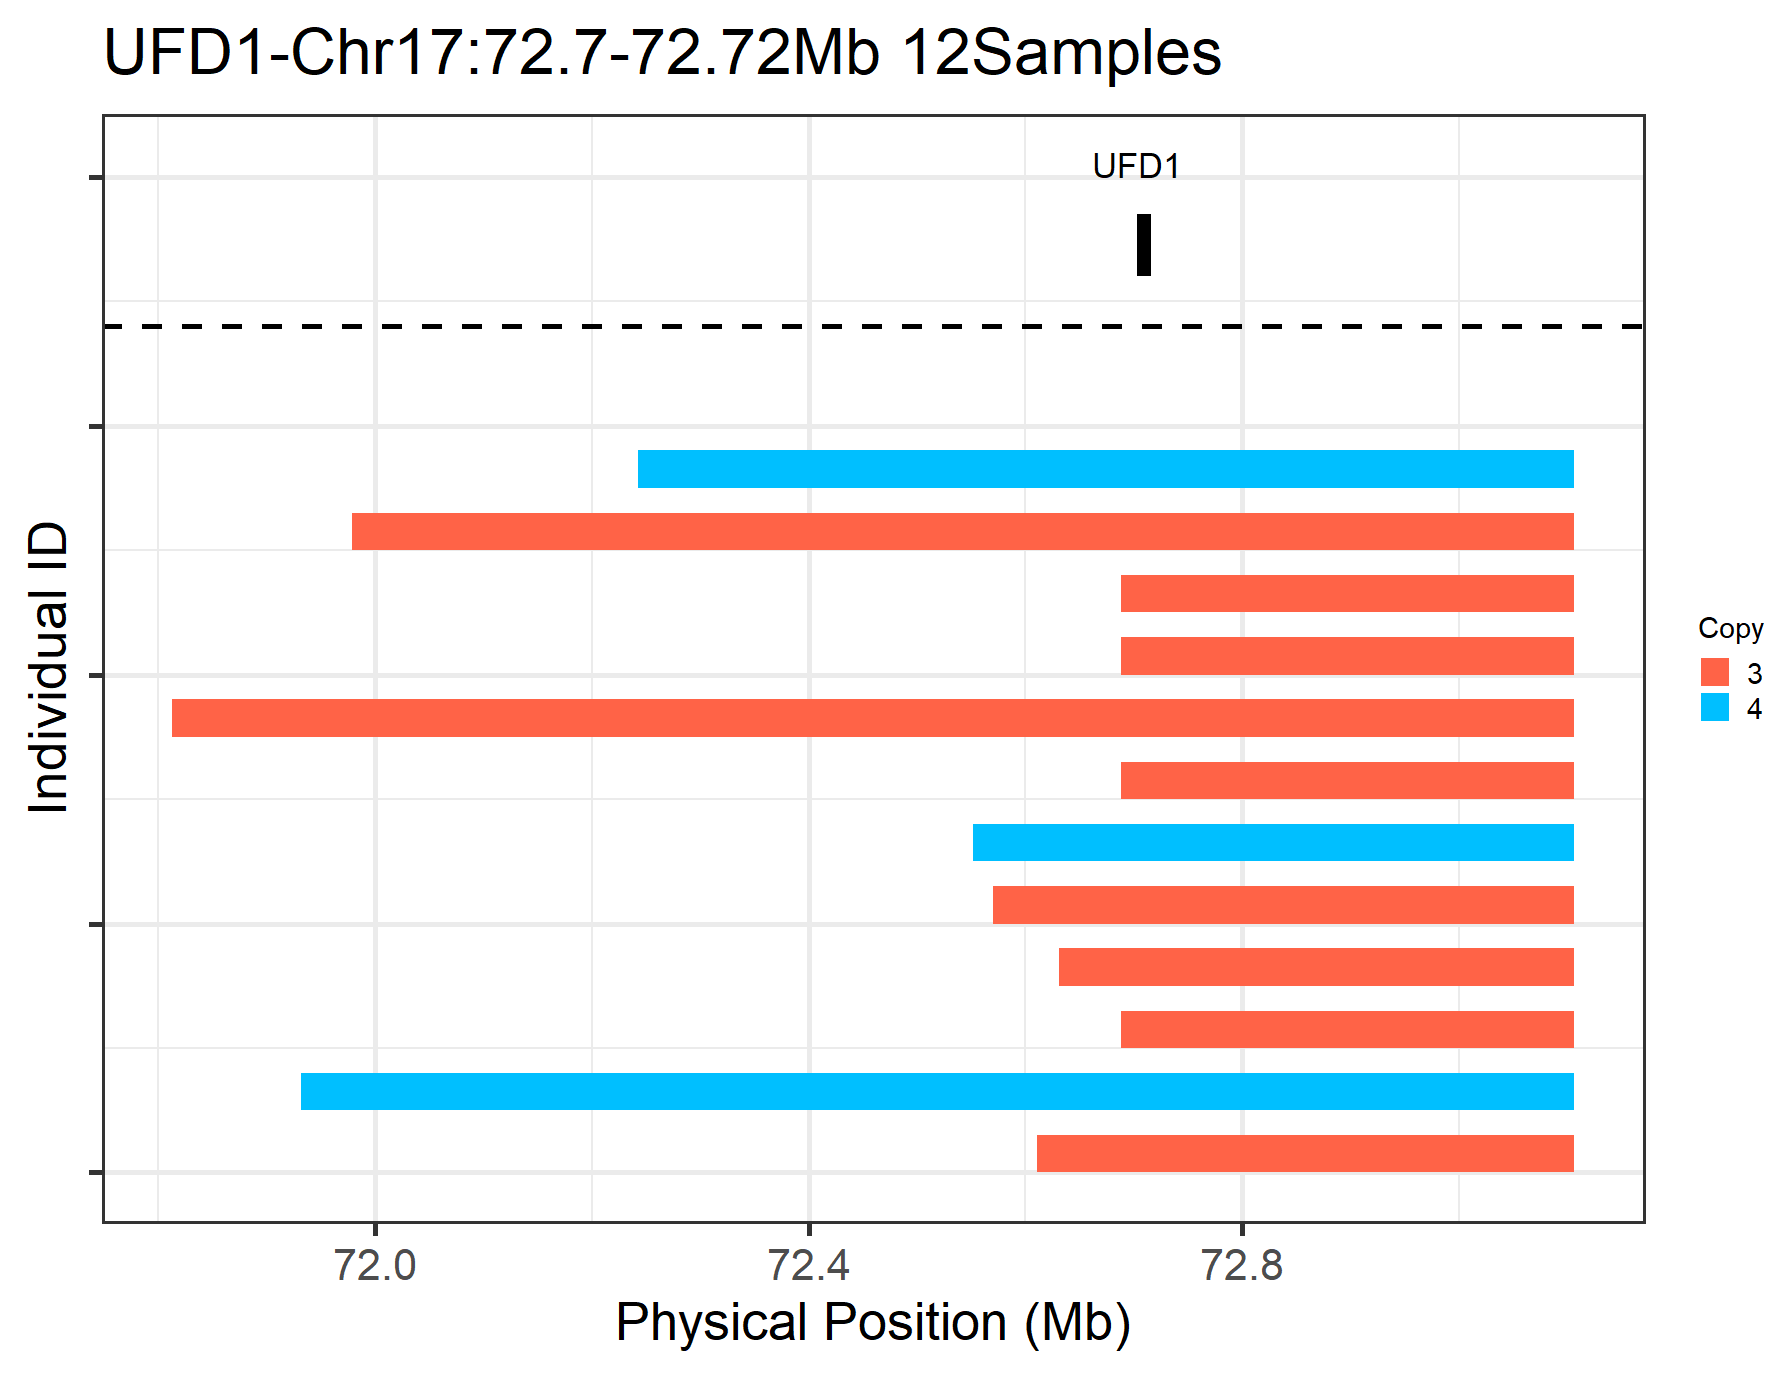 UFD1-Chr17:72.7-72.72Mb 12Samples
UFD1
Individual ID
Copy
3
4
72.0
72.4
72.8
Physical Position (Mb)